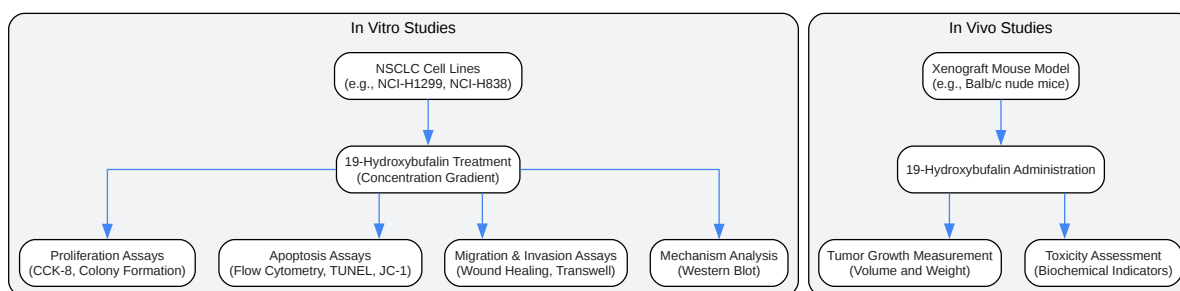 In Vitro Studies
NSCLC Cell Lines
(e.g., NCI-H1299, NCI-H838)
19-Hydroxybufalin Treatment
(Concentration Gradient)
Proliferation Assays
(CCK-8, Colony Formation)
Apoptosis Assays
(Flow Cytometry, TUNEL, JC-1)
Migration & Invasion Assays
(Wound Healing, Transwell)
Mechanism Analysis
(Western Blot)
In Vivo Studies
Xenograft Mouse Model
(e.g., Balb/c nude mice)
19-Hydroxybufalin Administration
Tumor Growth Measurement
(Volume and Weight)
Toxicity Assessment
(Biochemical Indicators)